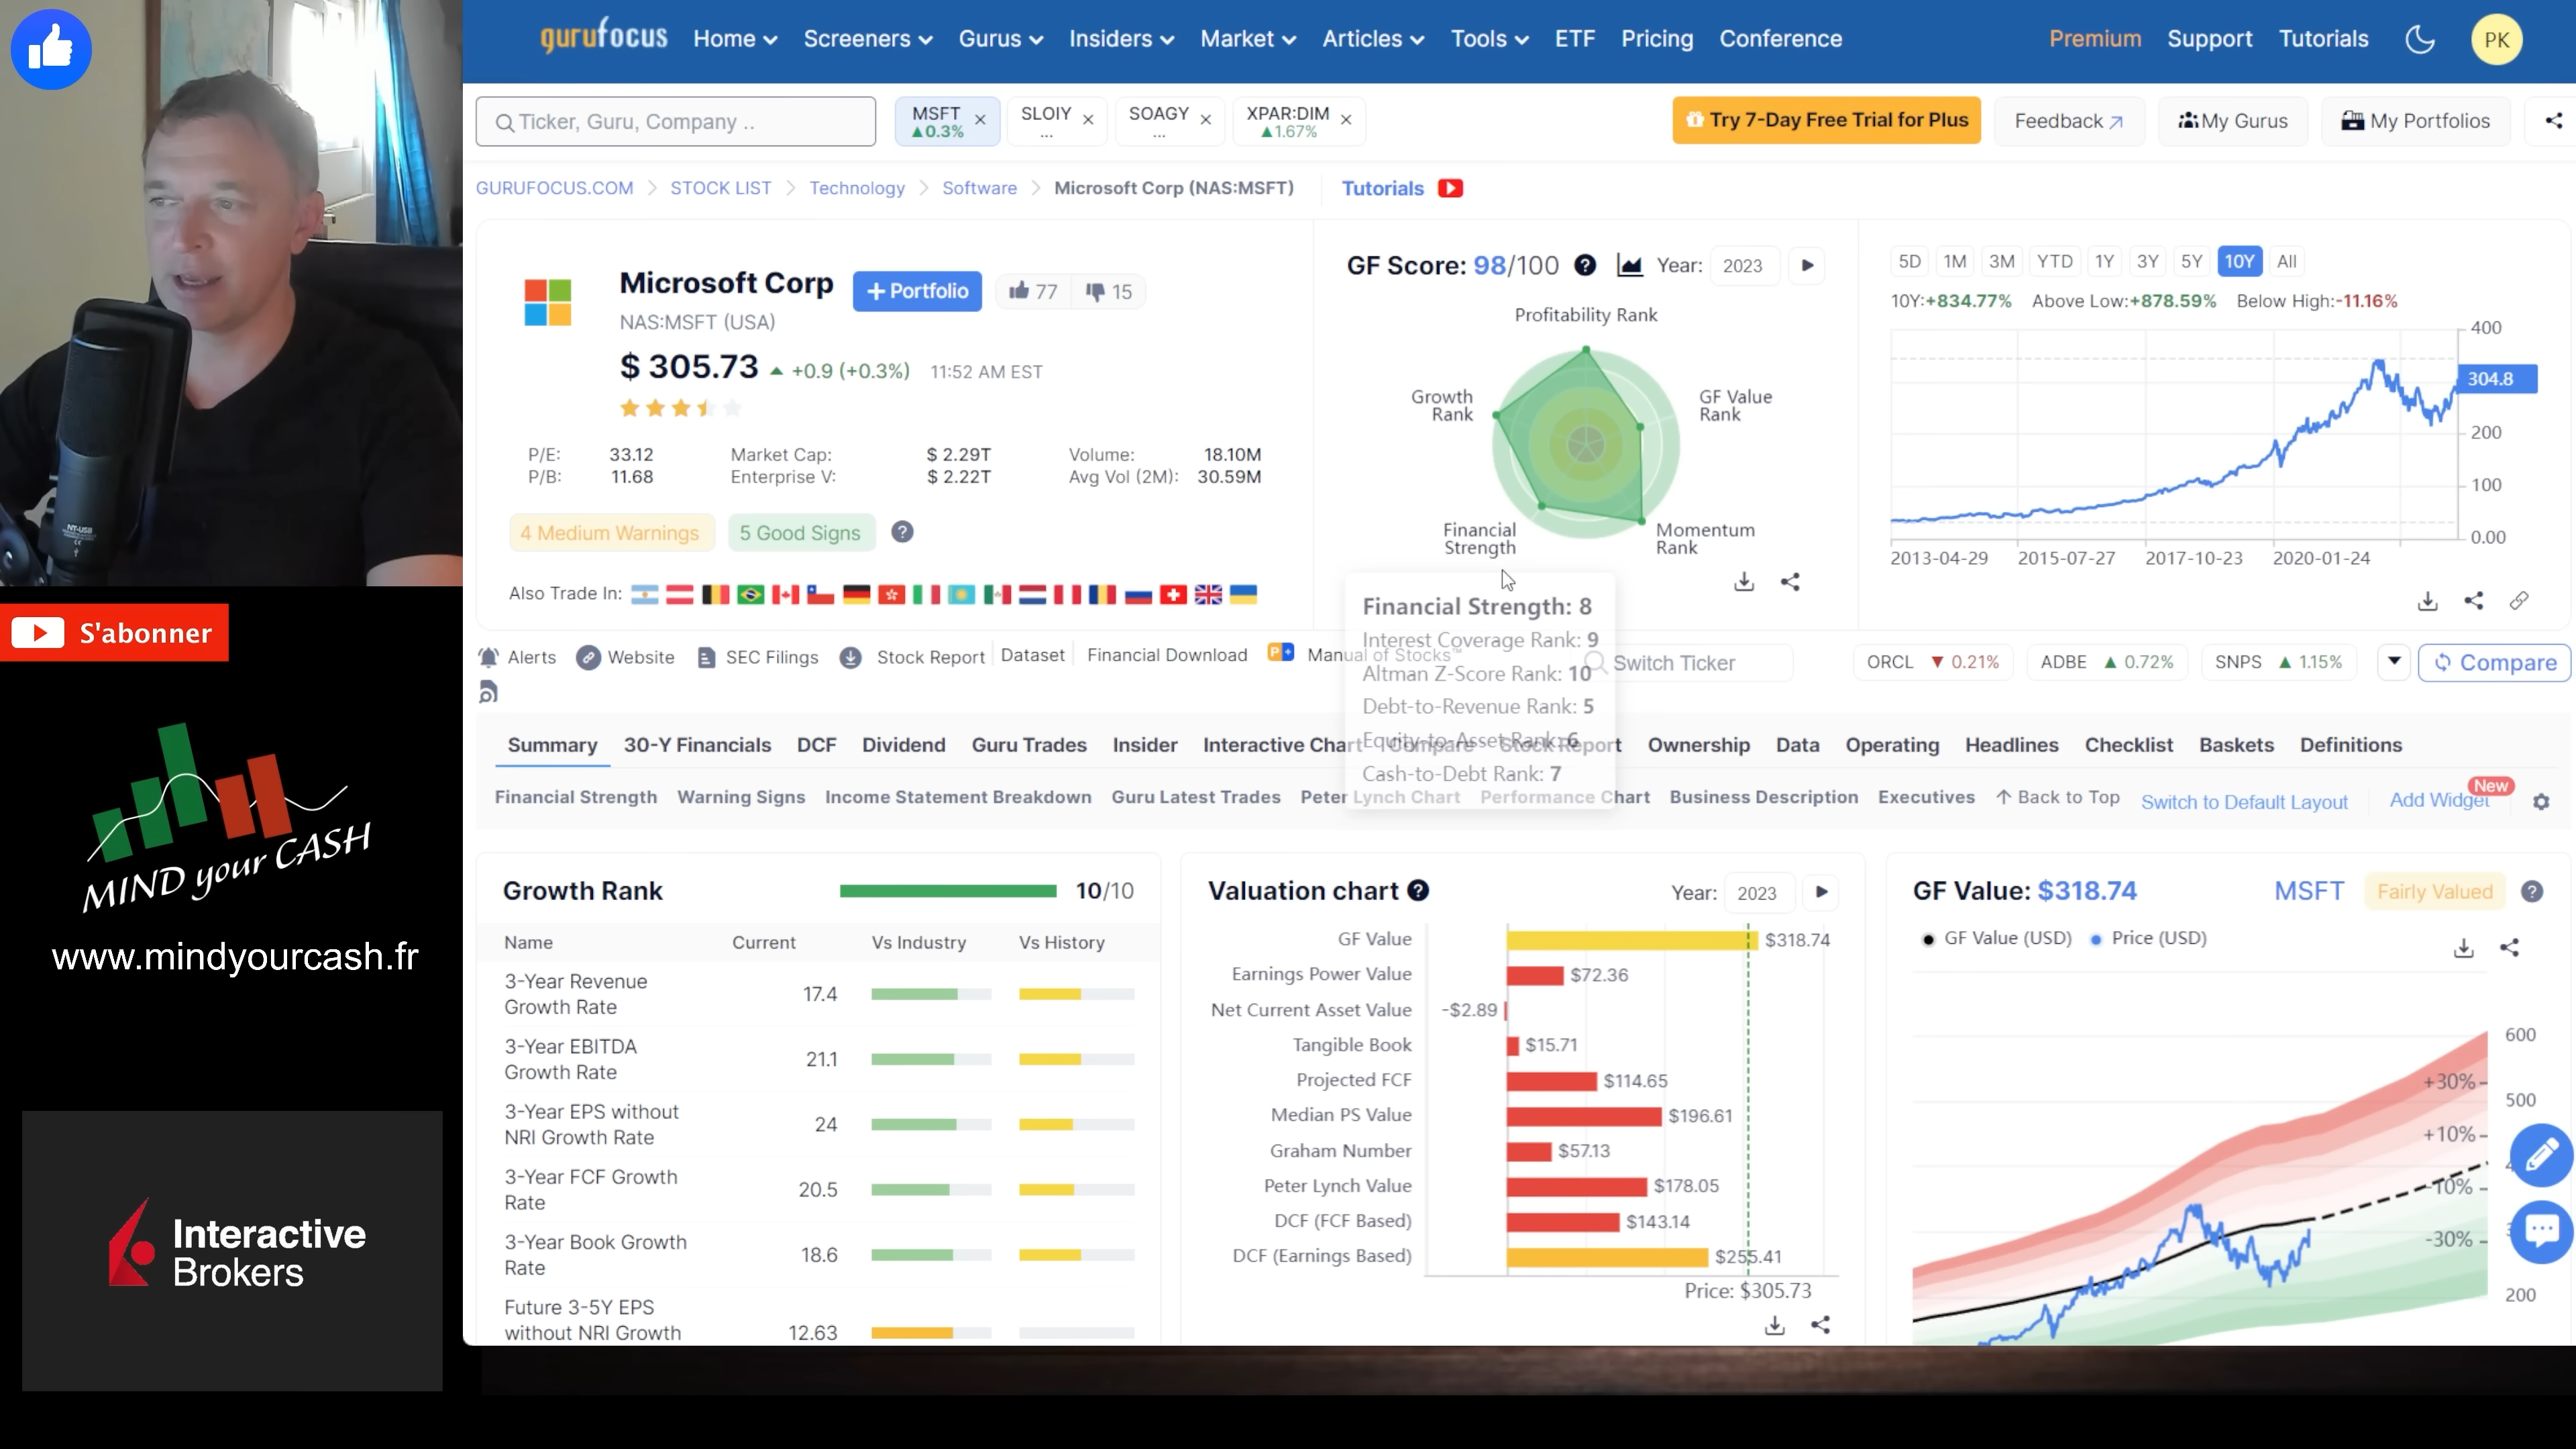 gurufocus Home Screeners Gurus Insiders Market Articles Tools ETF Pricing Conference Premium Support Tutorials PK
Ticker, Guru, Company ..
MSFT
0.3%
SLOIY
...
SOAGY
...
XPAR:DIM
1.67%
Try 7-Day Free Trial for Plus
Feedback
My Gurus
My Portfolios
GURUFOCUS.COM STOCK LIST Technology Software Microsoft Corp (NAS:MSFT) Tutorials
Microsoft Corp + Portfolio 77 15
NAS:MSFT (USA)
$ 305.73 +0.9 (+0.3%) 11:52 AM EST
P/E: 33.12 Market Cap: $ 2.29T Volume: 18.10M
P/B: 11.68 Enterprise V: $ 2.22T Avg Vol (2M): 30.59M
4 Medium Warnings 5 Good Signs ?
Also Trade In:
GF Score: 98/100 ? Year: 2023
Profitability Rank
Growth
Rank
GF Value
Rank
Financial
Strength
Momentum
Rank
Financial Strength: 8
Interest Coverage Rank: 9
Altman Z-Score Rank: 10
Debt-to-Revenue Rank: 5
Equity-to-Asset Rank: 6
Cash-to-Debt Rank: 7
5D 1M 3M YTD 1Y 3Y 5Y 10Y All
10Y:+834.77% Above Low:+878.59% Below High:-11.16%
400
304.8
200
100
0.00
2013-04-29 2015-07-27 2017-10-23 2020-01-24
Alerts Website SEC Filings Stock Report Dataset Financial Download P+ Manual of Stocks™ Switch Ticker ORCL 0.21% ADBE 0.72% SNPS 1.15% Compare
Summary 30-Y Financials DCF Dividend Guru Trades Insider Interactive Chart Compare Stock Report Ownership Data Operating Headlines Checklist Baskets Definitions
Financial Strength Warning Signs Income Statement Breakdown Guru Latest Trades Peter Lynch Chart Performance Chart Business Description Executives Back to Top Switch to Default Layout Add Widget New
Growth Rank 10/10
Name Current Vs Industry Vs History
3-Year Revenue
Growth Rate
17.4
3-Year EBITDA
Growth Rate
21.1
3-Year EPS without
NRI Growth Rate
24
3-Year FCF Growth
Rate
20.5
3-Year Book Growth
Rate
18.6
Future 3-5Y EPS
without NRI Growth
12.63
Valuation chart ? Year: 2023
GF Value $318.74
Earnings Power Value $72.36
Net Current Asset Value -$2.89
Tangible Book $15.71
Projected FCF $114.65
Median PS Value $196.61
Graham Number $57.13
Peter Lynch Value $178.05
DCF (FCF Based) $143.14
DCF (Earnings Based) $255.41
Price: $305.73
GF Value: $318.74 MSFT Fairly Valued ?
GF Value (USD) Price (USD)
600
+30%
500
+10%
-10%
-30%
200
S'abonner
MIND your CASH
www.mindyourcash.fr
Interactive
Brokers
NT-USB